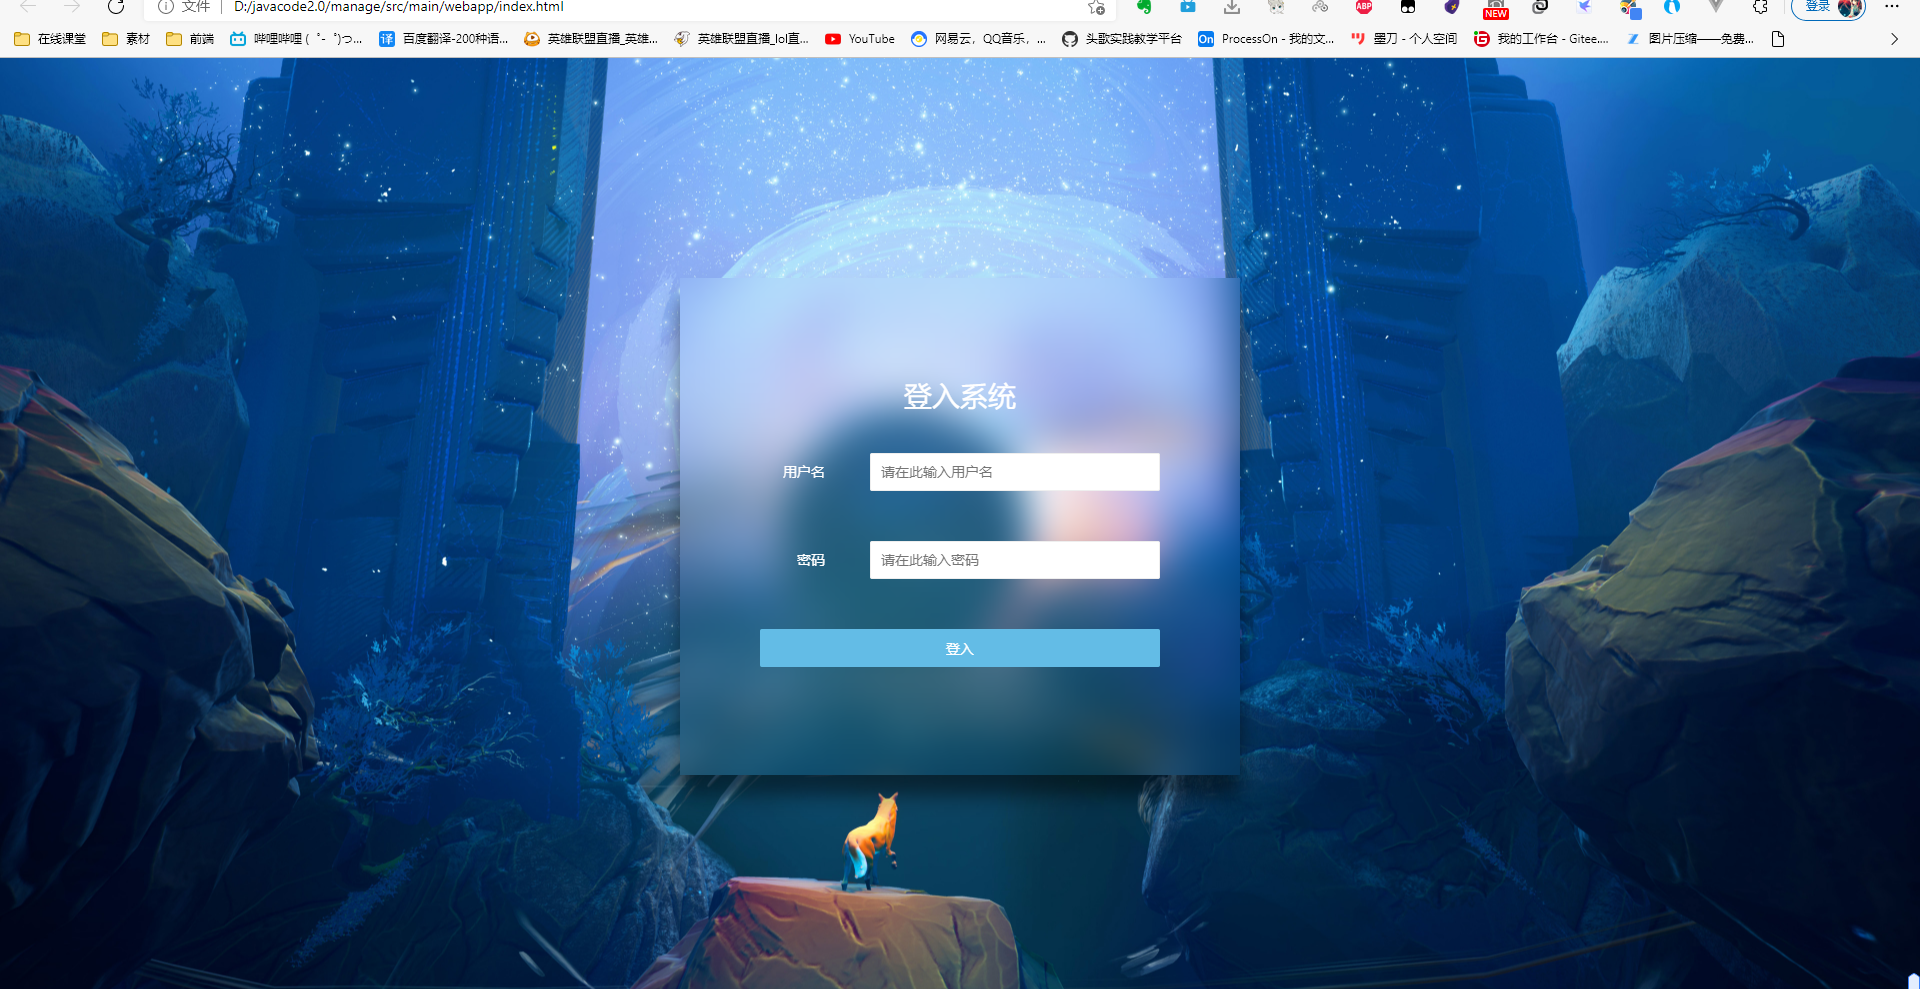 文件 D:/javacode2.0/manage/src/main/webapp/index.html ABP NEW 登录
在线课堂 素材 前端 哔哩哔哩 (゜-゜)つ... 译 百度翻译-200种语... 英雄联盟直播_英雄... 英雄联盟直播_lol直... YouTube 网易云，QQ音乐，... 头歌实践教学平台 On ProcessOn - 我的文... 墨刀 - 个人空间 我的工作台 - Gitee.... 图片压缩——免费...
登入系统
用户名 请在此输入用户名
密码 请在此输入密码
登入